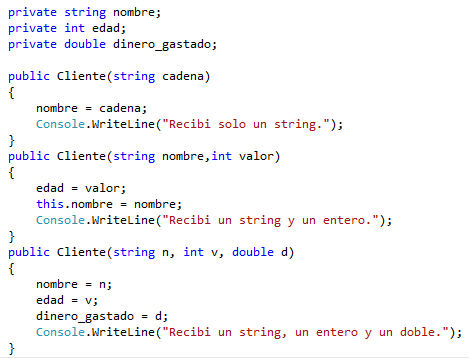 private string nombre;
private int edad;
private double dinero_gastado;

public Cliente(string cadena)
{
    nombre = cadena;
    Console.WriteLine("Recibi solo un string.");
}
public Cliente(string nombre,int valor)
{
    edad = valor;
    this.nombre = nombre;
    Console.WriteLine("Recibi un string y un entero.");
}
public Cliente(string n, int v, double d)
{
    nombre = n;
    edad = v;
    dinero_gastado = d;
    Console.WriteLine("Recibi un string, un entero y un doble.");
}